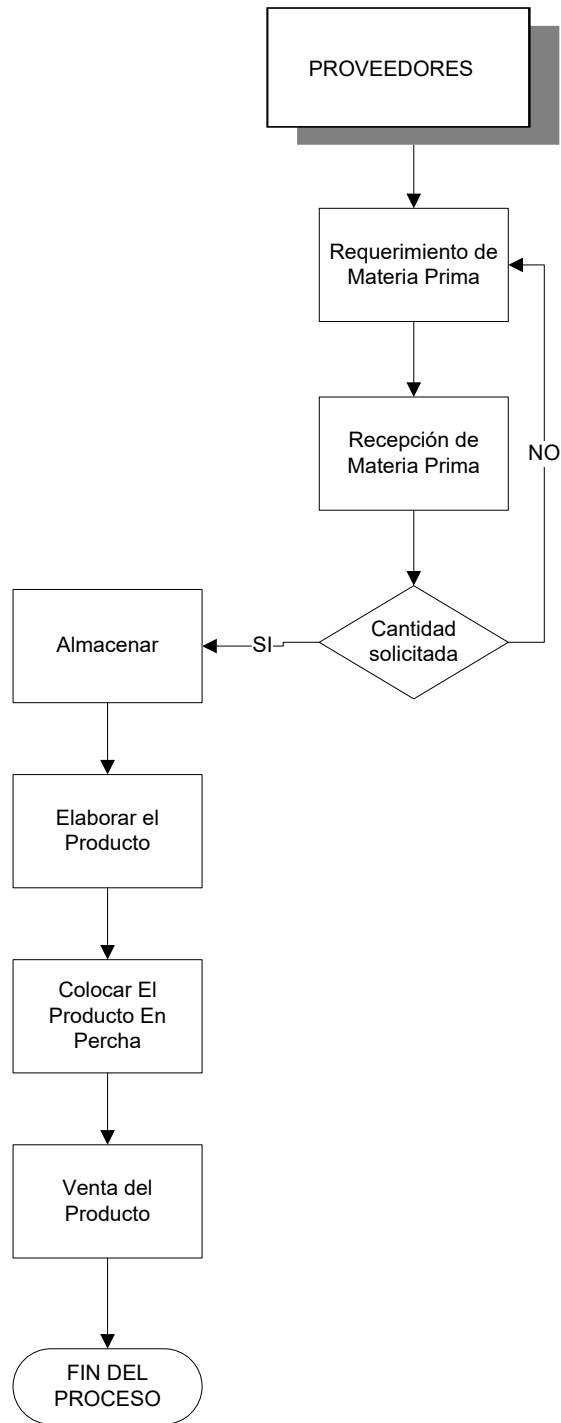 PROVEEDORES
Requerimiento de
Materia Prima
Recepción de
Materia Prima
NO
Cantidad
solicitada
SI
Almacenar
Elaborar el
Producto
Colocar El
Producto En
Percha
Venta del
Producto
FIN DEL
PROCESO